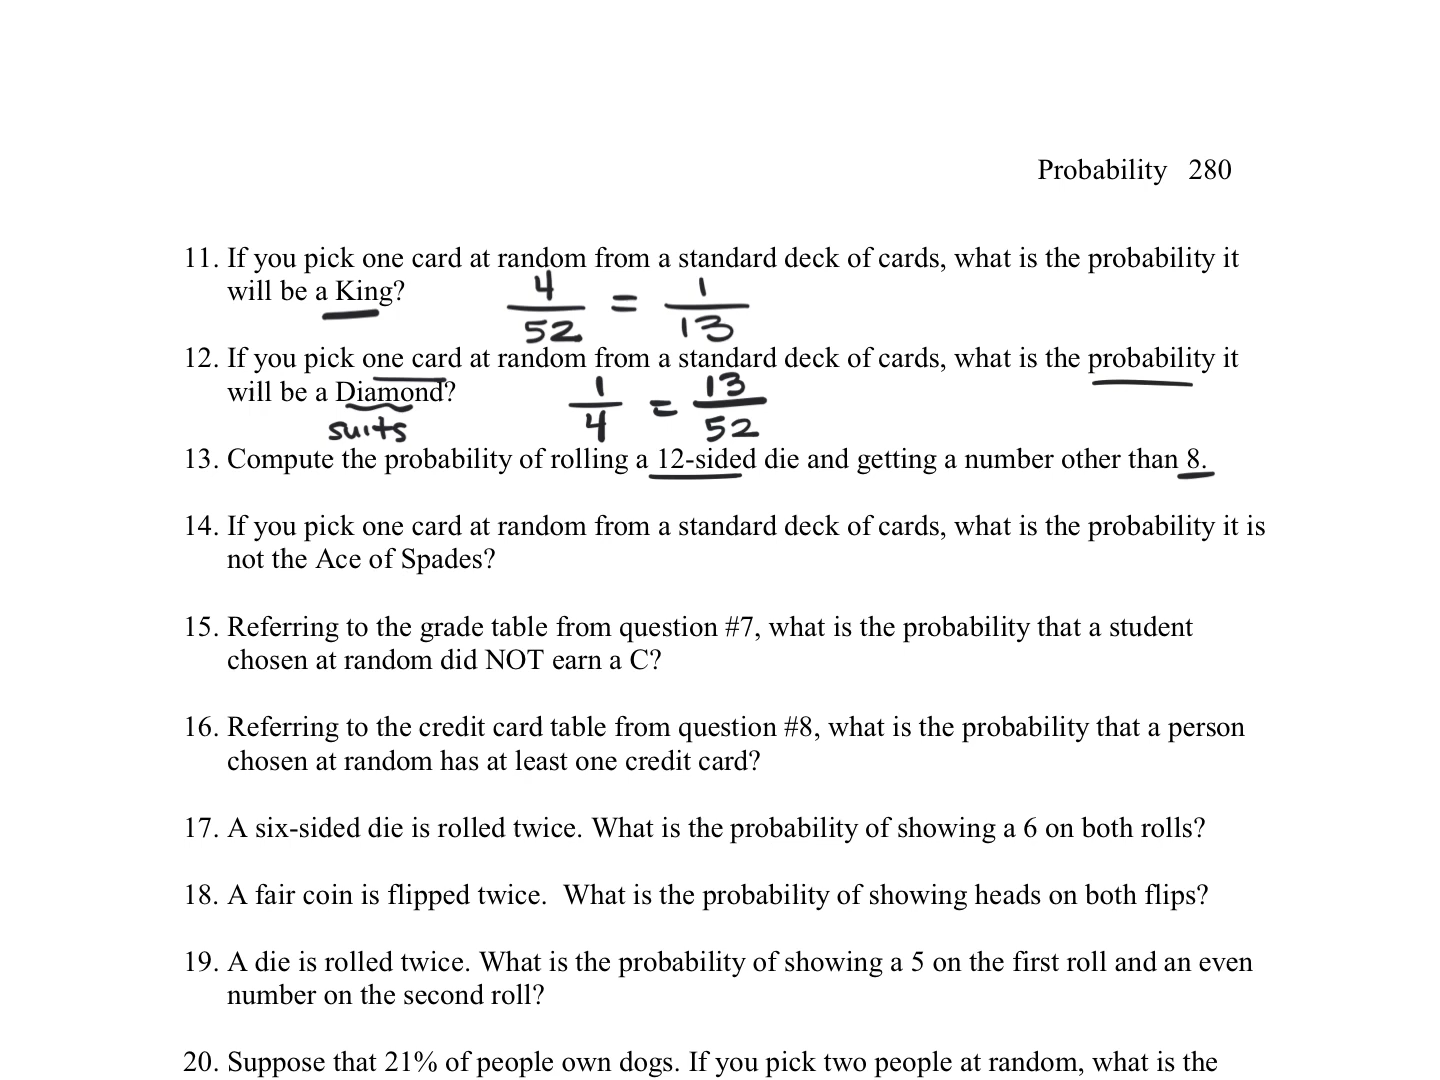 Probability 280
11. If you pick one card at random from a standard deck of cards, what is the probability it
will be a King? 4/52 = 1/13
12. If you pick one card at random from a standard deck of cards, what is the probability it
will be a Diamond? 1/4 = 13/52
suits
13. Compute the probability of rolling a 12-sided die and getting a number other than 8.
14. If you pick one card at random from a standard deck of cards, what is the probability it is
not the Ace of Spades?
15. Referring to the grade table from question #7, what is the probability that a student
chosen at random did NOT earn a C?
16. Referring to the credit card table from question #8, what is the probability that a person
chosen at random has at least one credit card?
17. A six-sided die is rolled twice. What is the probability of showing a 6 on both rolls?
18. A fair coin is flipped twice. What is the probability of showing heads on both flips?
19. A die is rolled twice. What is the probability of showing a 5 on the first roll and an even
number on the second roll?
20. Suppose that 21% of people own dogs. If you pick two people at random, what is the